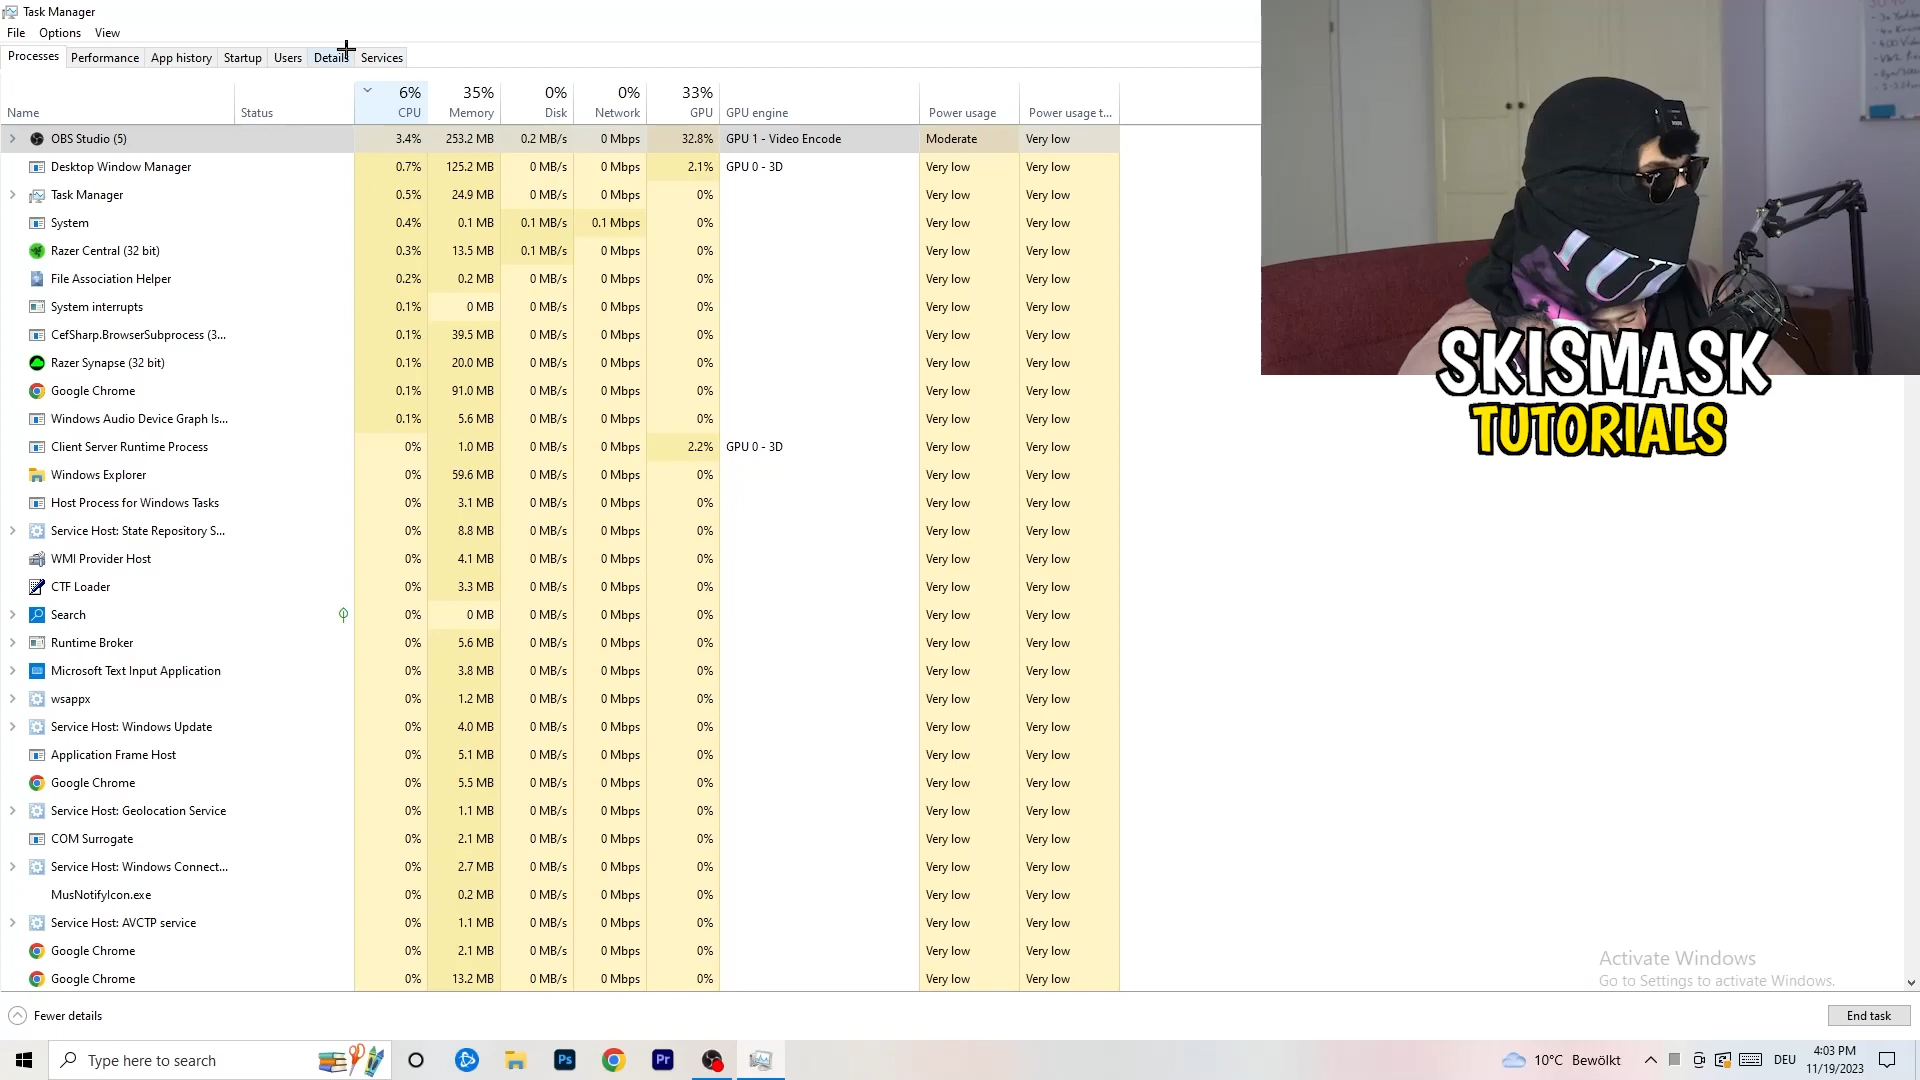 Task Manager
File Options View
Processes Performance App history Startup Users Details Services
6% 35% 0% 0% 33%
Name Status CPU Memory Disk Network GPU GPU engine Power usage Power usage t...
OBS Studio (5) 3.4% 253.2 MB 0.2 MB/s 0 Mbps 32.8% GPU 1 - Video Encode Moderate Very low
Desktop Window Manager 0.7% 125.2 MB 0 MB/s 0 Mbps 2.1% GPU 0 - 3D Very low Very low
Task Manager 0.5% 24.9 MB 0 MB/s 0 Mbps 0% Very low Very low
System 0.4% 0.1 MB 0.1 MB/s 0.1 Mbps 0% Very low Very low
Razer Central (32 bit) 0.3% 13.5 MB 0.1 MB/s 0 Mbps 0% Very low Very low
File Association Helper 0.2% 0.2 MB 0 MB/s 0 Mbps 0% Very low Very low
System interrupts 0.1% 0 MB 0 MB/s 0 Mbps 0% Very low Very low
CefSharp.BrowserSubprocess (3... 0.1% 39.5 MB 0 MB/s 0 Mbps 0% Very low Very low
Razer Synapse (32 bit) 0.1% 20.0 MB 0 MB/s 0 Mbps 0% Very low Very low
Google Chrome 0.1% 91.0 MB 0 MB/s 0 Mbps 0% Very low Very low
Windows Audio Device Graph Is... 0.1% 5.6 MB 0 MB/s 0 Mbps 0% Very low Very low
Client Server Runtime Process 0% 1.0 MB 0 MB/s 0 Mbps 2.2% GPU 0 - 3D Very low Very low
Windows Explorer 0% 59.6 MB 0 MB/s 0 Mbps 0% Very low Very low
Host Process for Windows Tasks 0% 3.1 MB 0 MB/s 0 Mbps 0% Very low Very low
Service Host: State Repository S... 0% 8.8 MB 0 MB/s 0 Mbps 0% Very low Very low
WMI Provider Host 0% 4.1 MB 0 MB/s 0 Mbps 0% Very low Very low
CTF Loader 0% 3.3 MB 0 MB/s 0 Mbps 0% Very low Very low
Search 0% 0 MB 0 MB/s 0 Mbps 0% Very low Very low
Runtime Broker 0% 5.6 MB 0 MB/s 0 Mbps 0% Very low Very low
Microsoft Text Input Application 0% 3.8 MB 0 MB/s 0 Mbps 0% Very low Very low
wsappx 0% 1.2 MB 0 MB/s 0 Mbps 0% Very low Very low
Service Host: Windows Update 0% 4.0 MB 0 MB/s 0 Mbps 0% Very low Very low
Application Frame Host 0% 5.1 MB 0 MB/s 0 Mbps 0% Very low Very low
Google Chrome 0% 5.5 MB 0 MB/s 0 Mbps 0% Very low Very low
Service Host: Geolocation Service 0% 1.1 MB 0 MB/s 0 Mbps 0% Very low Very low
COM Surrogate 0% 2.1 MB 0 MB/s 0 Mbps 0% Very low Very low
Service Host: Windows Connect... 0% 2.7 MB 0 MB/s 0 Mbps 0% Very low Very low
MusNotifyIcon.exe 0% 0.2 MB 0 MB/s 0 Mbps 0% Very low Very low
Service Host: AVCTP service 0% 1.1 MB 0 MB/s 0 Mbps 0% Very low Very low
Google Chrome 0% 2.1 MB 0 MB/s 0 Mbps 0% Very low Very low
Google Chrome 0% 13.2 MB 0 MB/s 0 Mbps 0% Very low Very low
SKISMASK
TUTORIALS
Activate Windows
Go to Settings to activate Windows.
Fewer details End task
Type here to search Ps Pr 10°C Bewölkt DEU 4:03 PM
11/19/2023